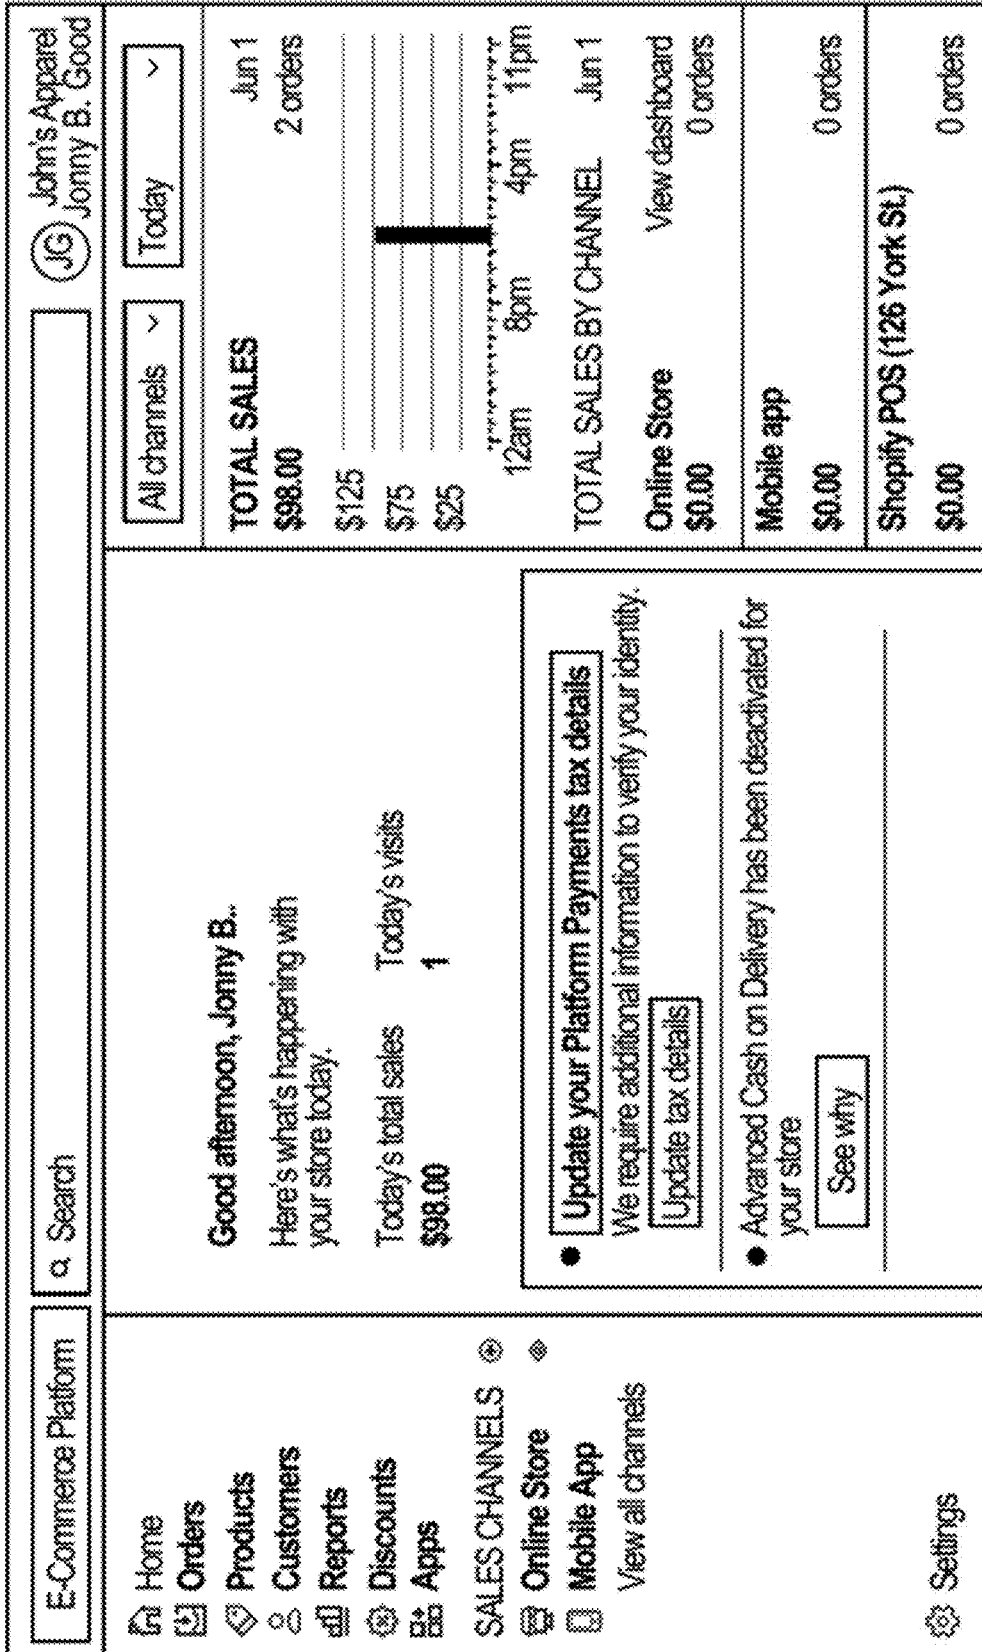 E-Commerce Platform
Search
JG
John's Apparel
Jonny B. Good
Home
Orders
Products
Customers
Reports
Discounts
Apps
SALES CHANNELS
Online Store
Mobile App
View all channels
Settings
Good afternoon, Jonny B..
Here's what's happening with
your store today.
Today's total sales Today's visits
$98.00 1
Update your Platform Payments tax details
We require additional information to verify your identity.
Update tax details
Advanced Cash on Delivery has been deactivated for
your store
See why
All channels Today
TOTAL SALES Jun 1
$98.00 2 orders
$125
$75
$25
12am 8pm 4pm 11pm
TOTAL SALES BY CHANNEL Jun 1
Online Store View dashboard
$0.00 0 orders
Mobile app
$0.00 0 orders
Shopify POS (126 York St.)
$0.00 0 orders